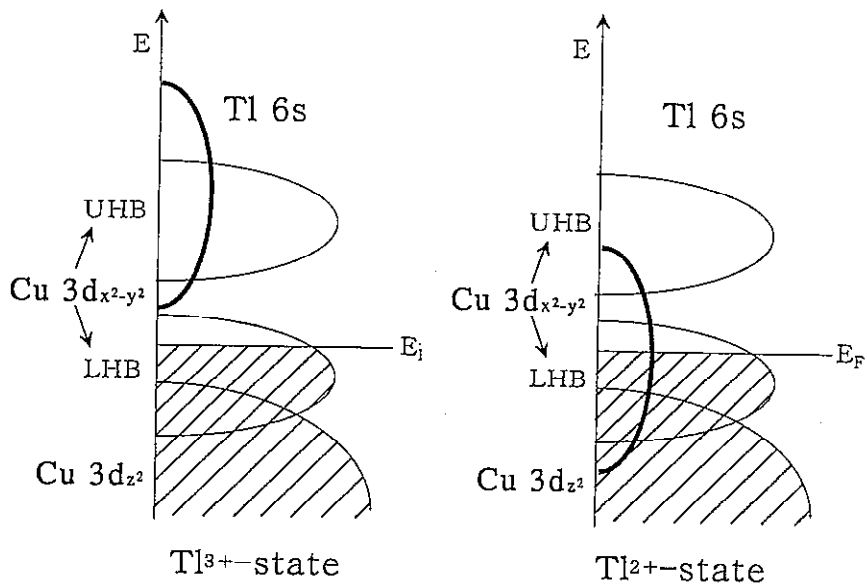 E
Tl 6s
UHB
Cu 3dx²-y²
LHB
Ei
Cu 3dz²
Tl³⁺-state
E
Tl 6s
UHB
Cu 3dx²-y²
LHB
EF
Cu 3dz²
Tl²⁺-state